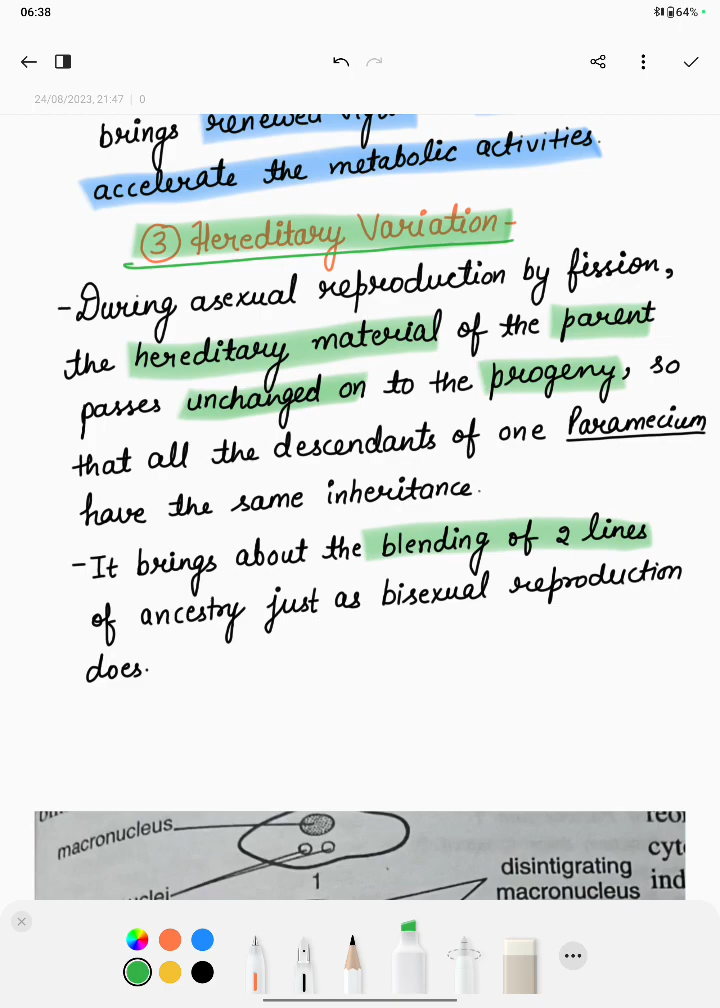 06:38
64%
24/08/2023, 21:47 | 0
brings renewed
accelerate the metabolic activities.
③ Hereditary Variation-
-During asexual reproduction by fission,
the hereditary material of the parent
passes unchanged on to the progeny, so
that all the descendants of one Paramecium
have the same inheritance.
-It brings about the blending of 2 lines
of ancestry just as bisexual reproduction
does.
macronucleus
1
disintigrating
macronucleus
cyt
ind